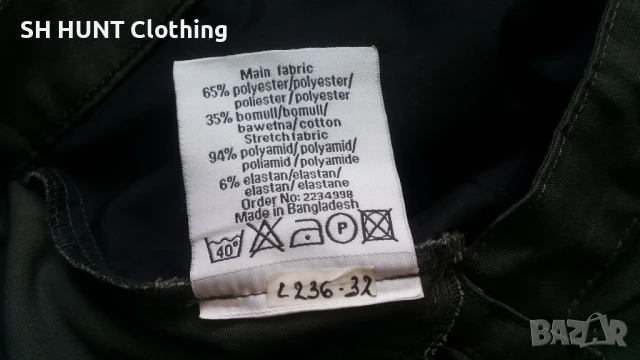 SH HUNT Clothing
Main fabric
65% polyester/polyester/
poliester/polyester
35% bomull/bomull/
bawełna/cotton
Stretch fabric
94% polyamid/polyamid/
poliamid/polyamide
6% elastan/elastan/
elastan/elastane
Order No: 2234998
Made in Bangladesh
40° P
L236-32
BAZAR